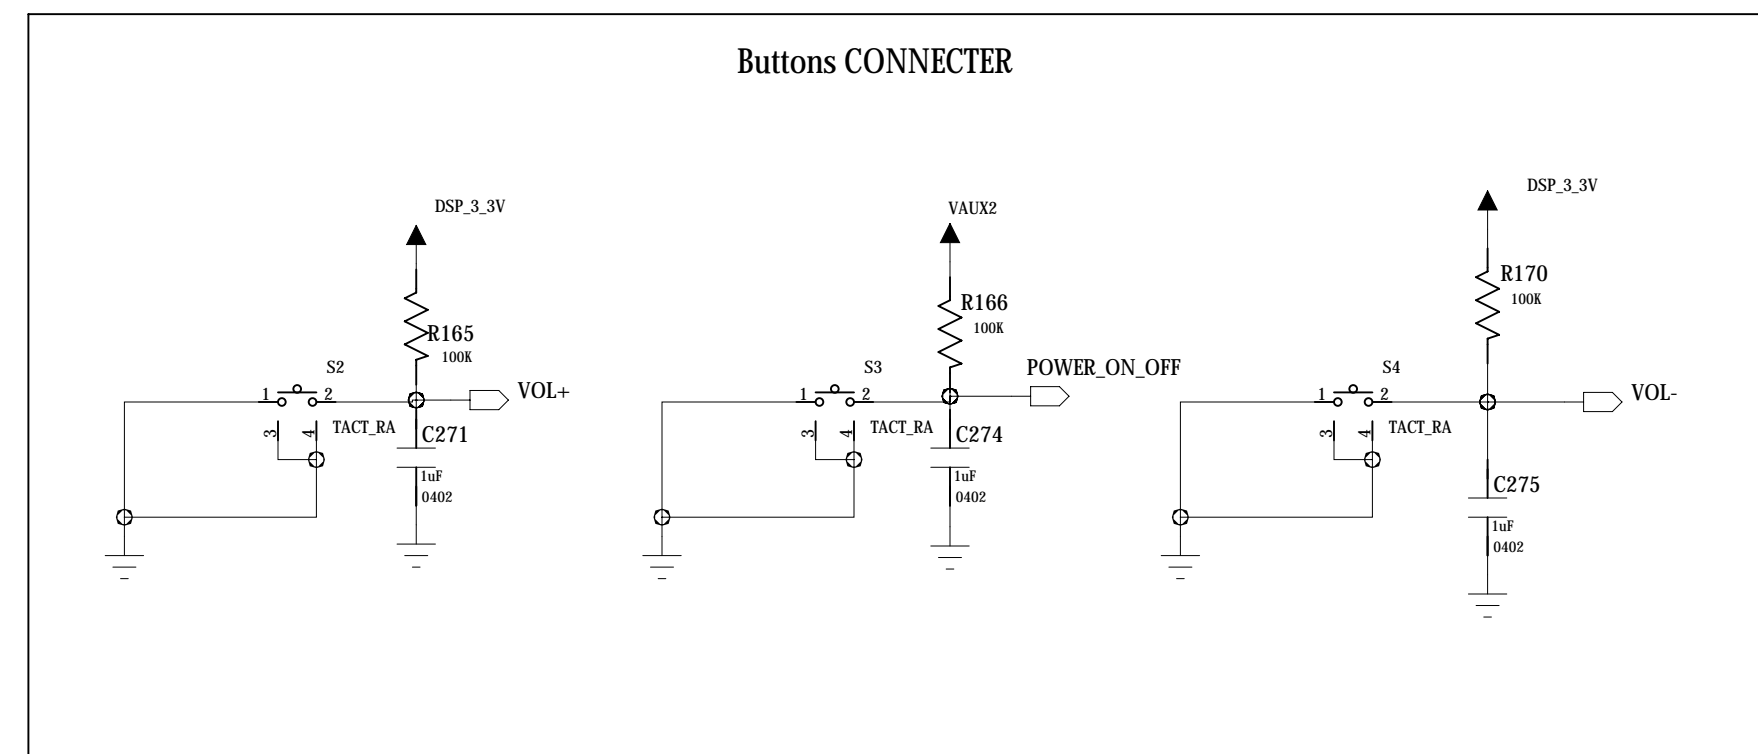 Buttons CONNECTER
DSP_3_3V
R165
100K
S2
1
2
VOL+
3
4
TACT_RA
C271
1uF
0402
VAUX2
R166
100K
S3
1
2
POWER_ON_OFF
3
4
TACT_RA
C274
1uF
0402
DSP_3_3V
R170
100K
S4
1
2
VOL-
3
4
TACT_RA
C275
1uF
0402